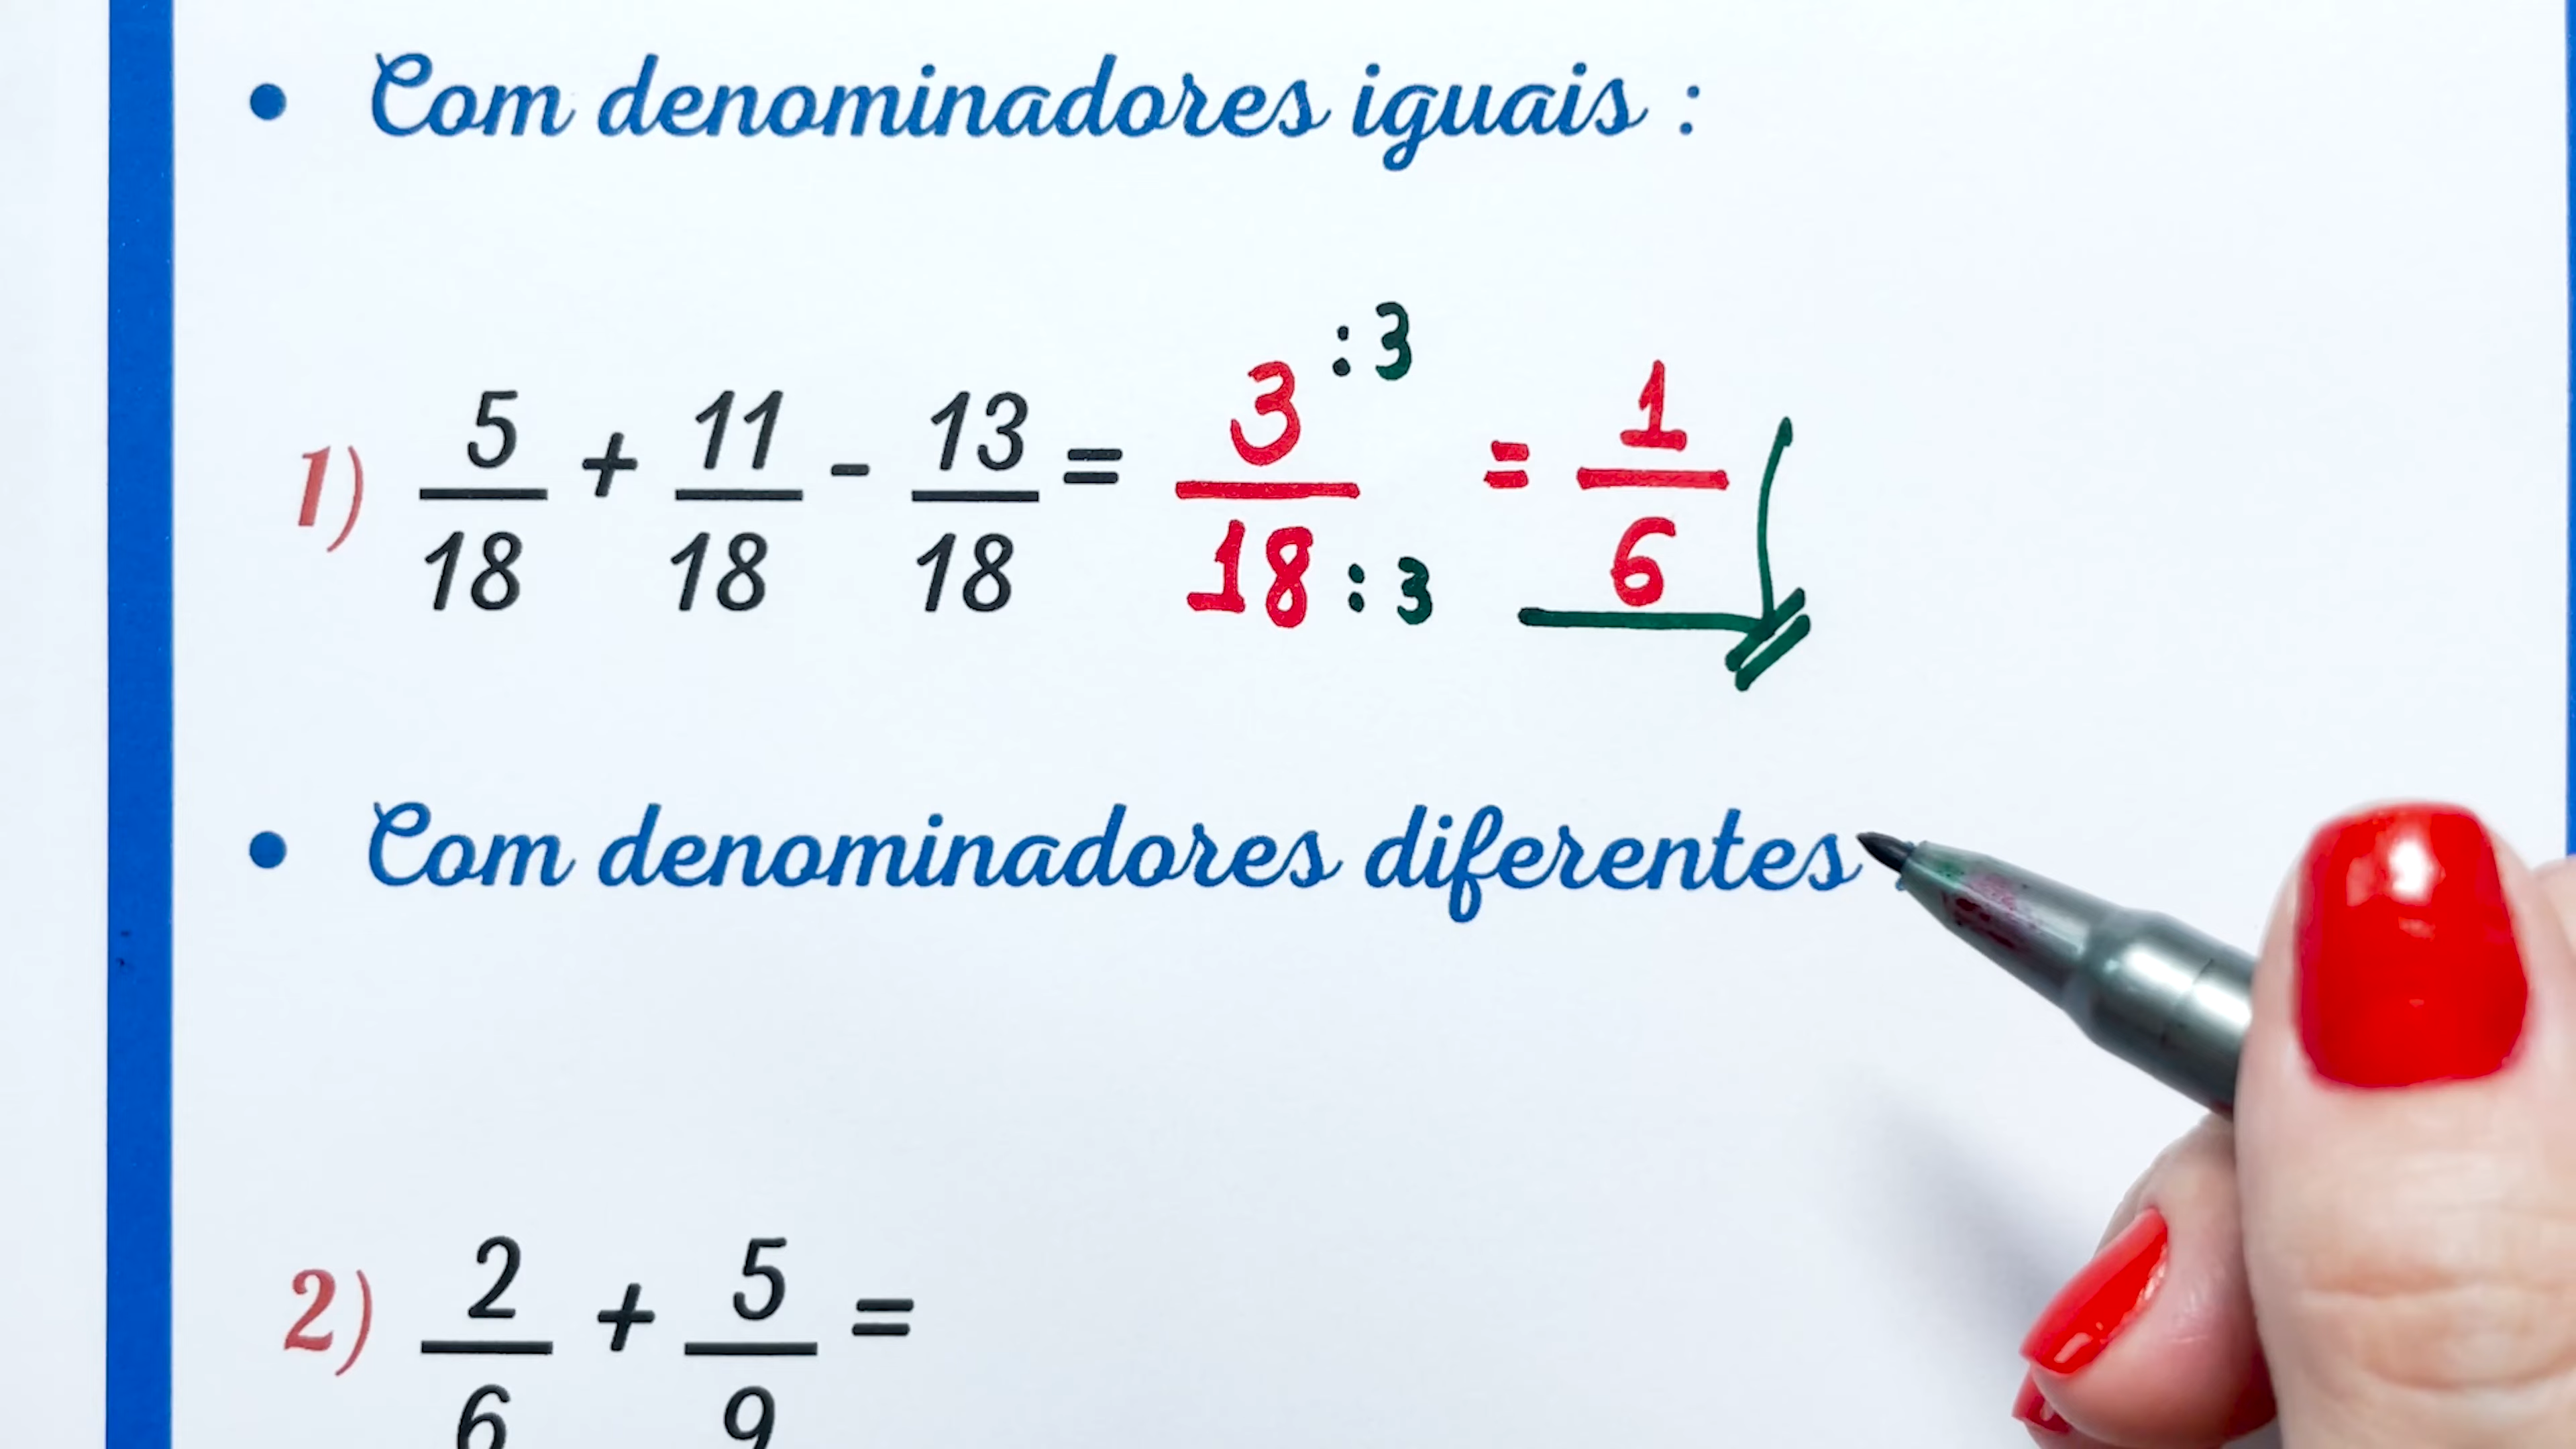 • Com denominadores iguais :
1) 5/18 + 11/18 - 13/18 = 3:3/18:3 = 1/6
• Com denominadores diferentes
2) 2/6 + 5/9 =